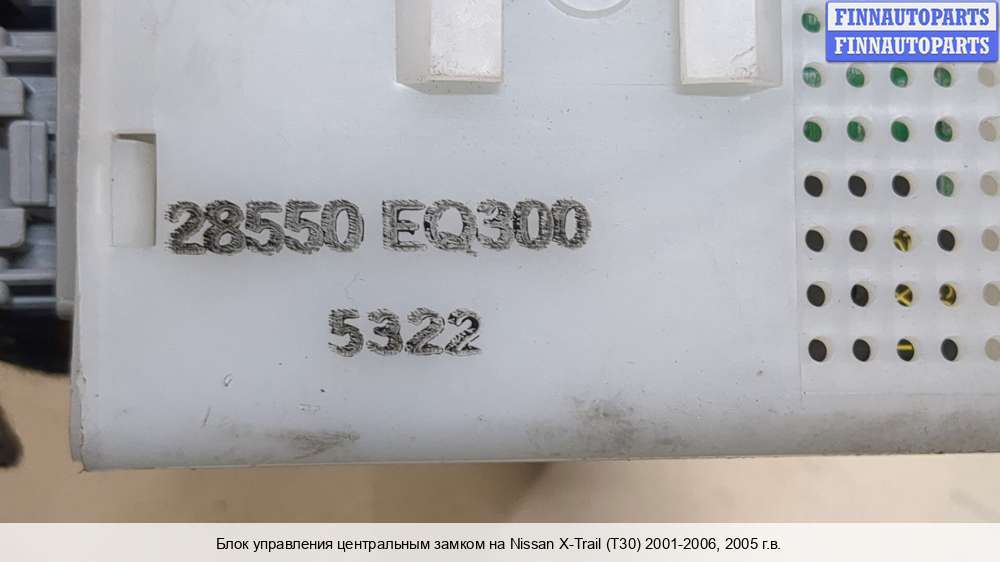 FINNAUTOPARTS
FINNAUTOPARTS
28550 EQ300
5322
Блок управления центральным замком на Nissan X-Trail (T30) 2001-2006, 2005 г.в.